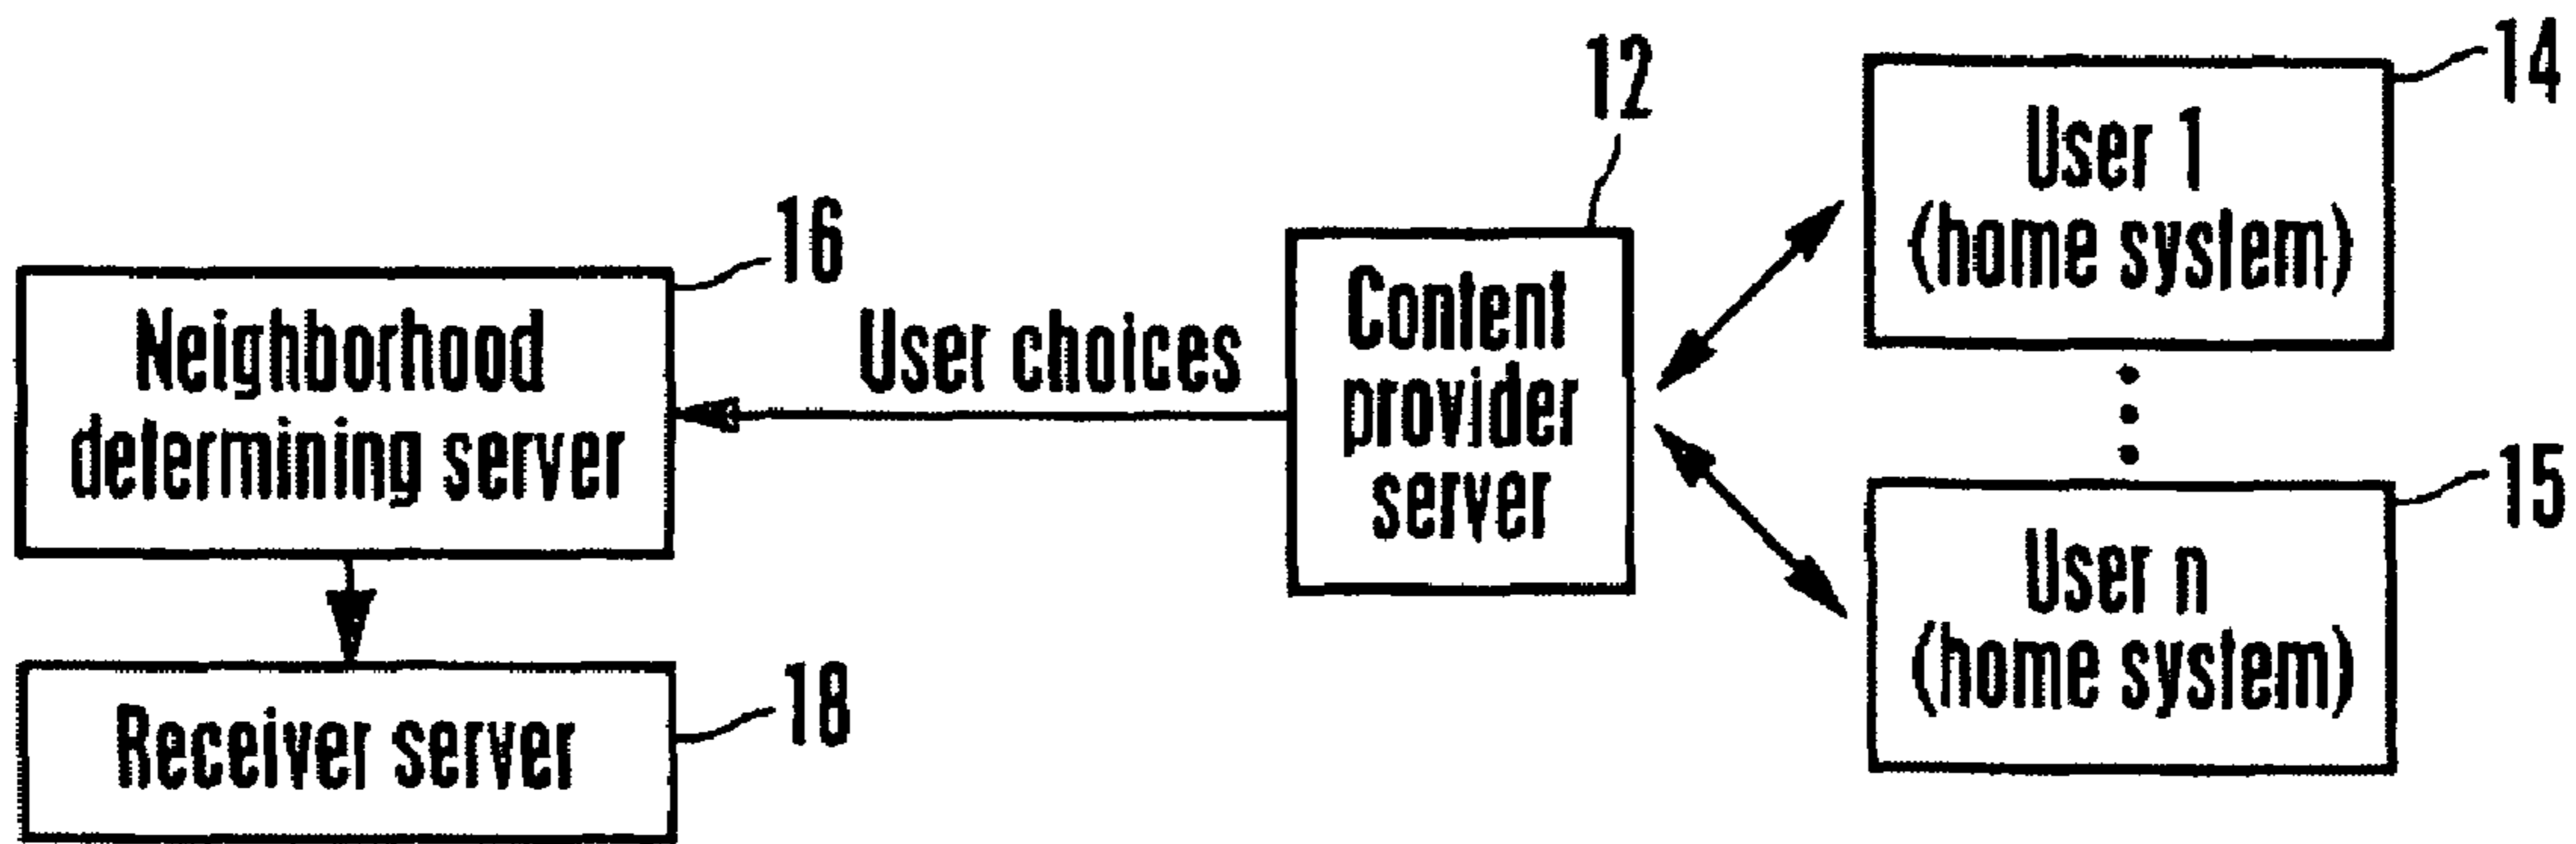 16
Neighborhood
determining server
Receiver server
18
User choices
12
Content
provider
server
14
User 1
(home system)
15
User n
(home system)